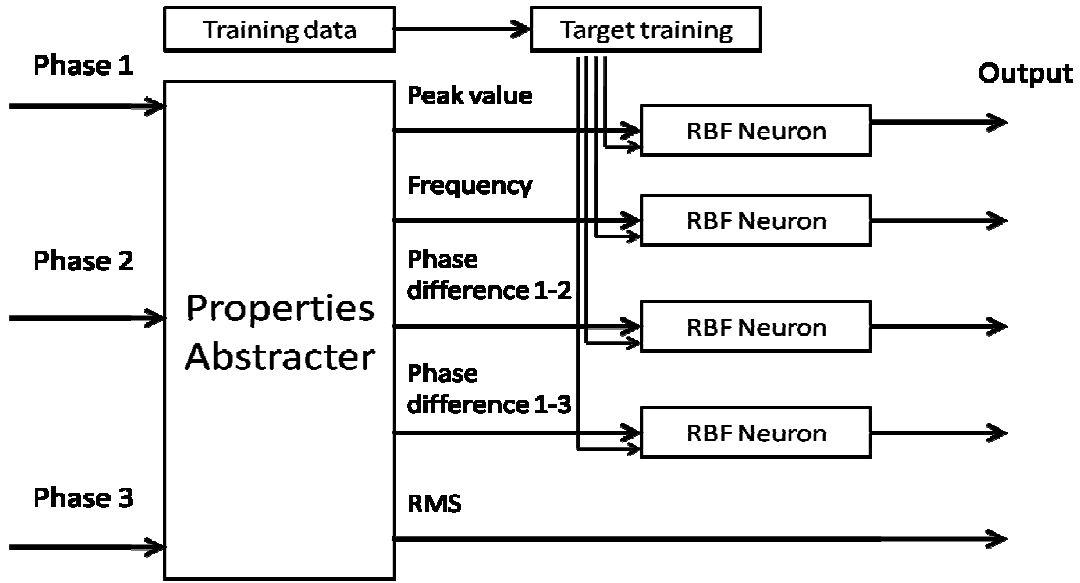 Training data
Target training
Phase 1
Output
Peak value
RBF Neuron
Frequency
RBF Neuron
Phase 2
Phase
difference 1-2
Properties
Abstracter
RBF Neuron
Phase
difference 1-3
RBF Neuron
Phase 3
RMS